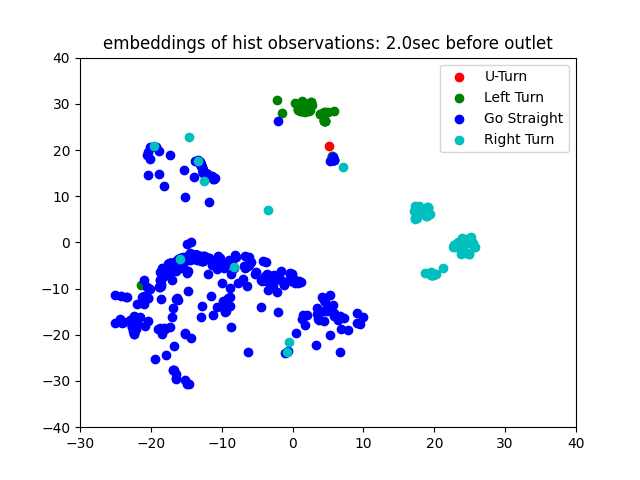 embeddings of hist observations: 2.0sec before outlet
U-Turn
Left Turn
Go Straight
Right Turn
40
30
20
10
0
−10
−20
−30
−40
−30 −20 −10 0 10 20 30 40